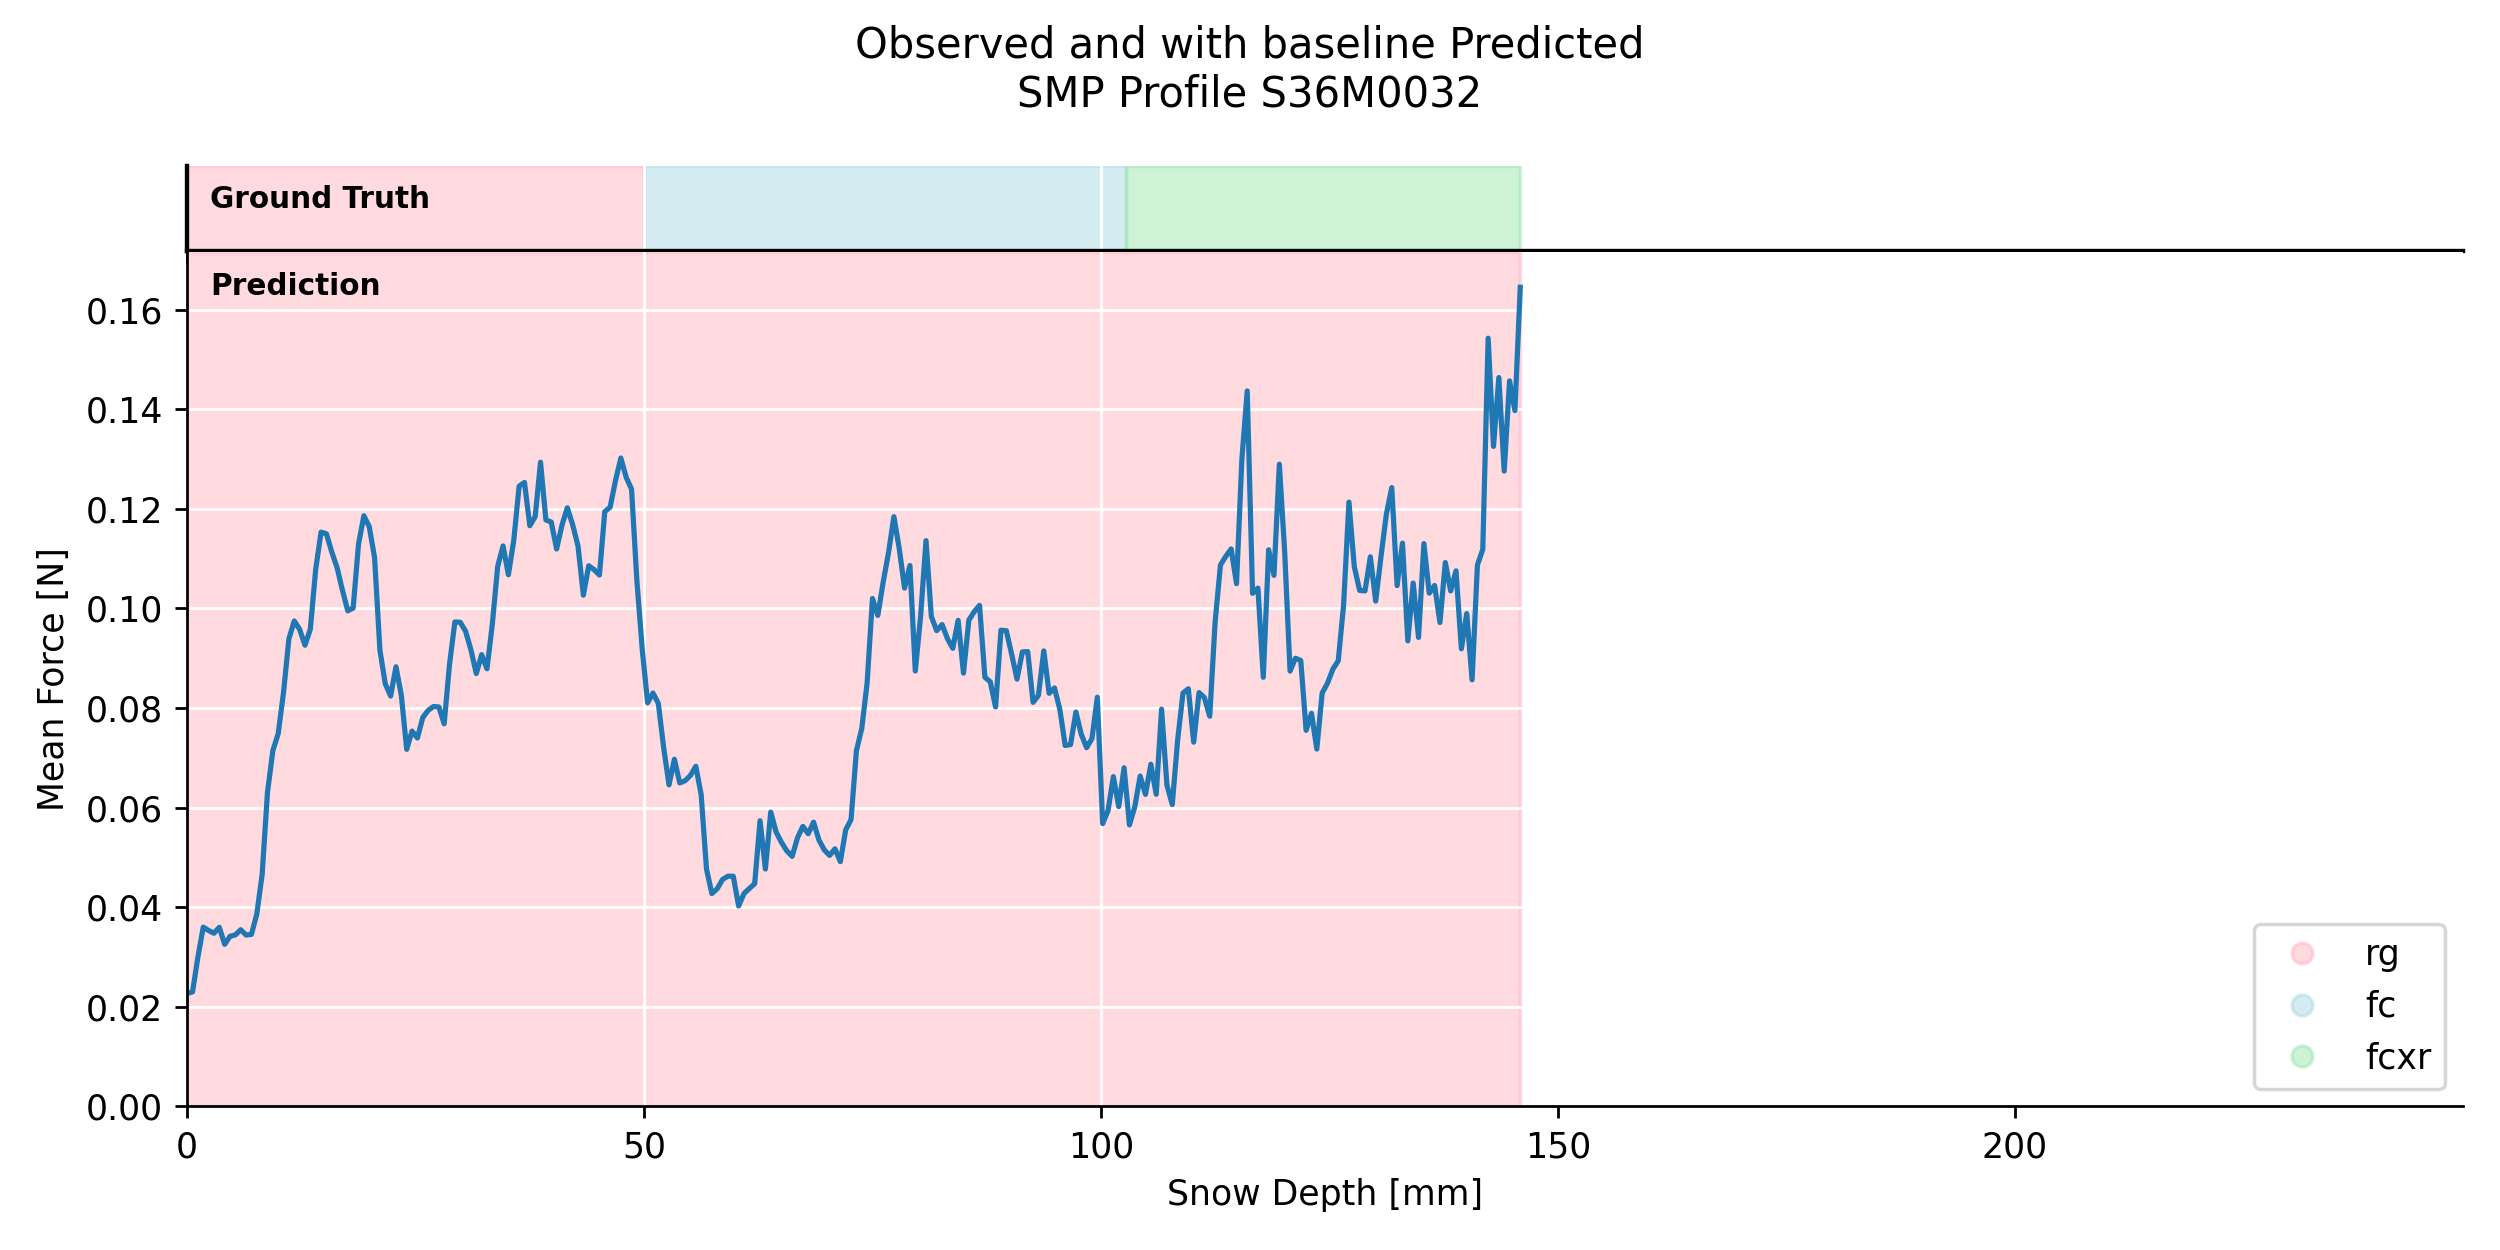 Observed and with baseline Predicted
SMP Profile S36M0032
Ground Truth
Prediction
0.16
0.14
0.12
0.10
0.08
0.06
0.04
0.02
0.00
Mean Force [N]
0
50
100
150
200
Snow Depth [mm]
rg
fc
fcxr